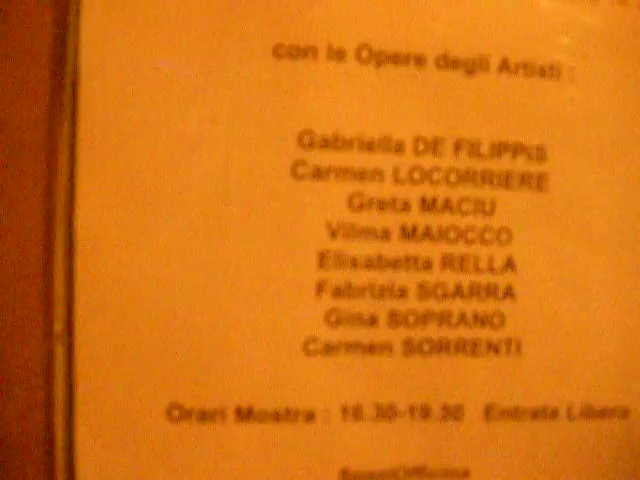 con le Opere degli Artisti :
Gabriella DE FILIPPIS
Carmen LOCORRIERE
Greta MACIU
Vilma MAIOCCO
Elisabetta RELLA
Fabrizia SGARRA
Gina SOPRANO
Carmen SORRENTI
Orari Mostra : 16.30-19.30 Entrata Libera